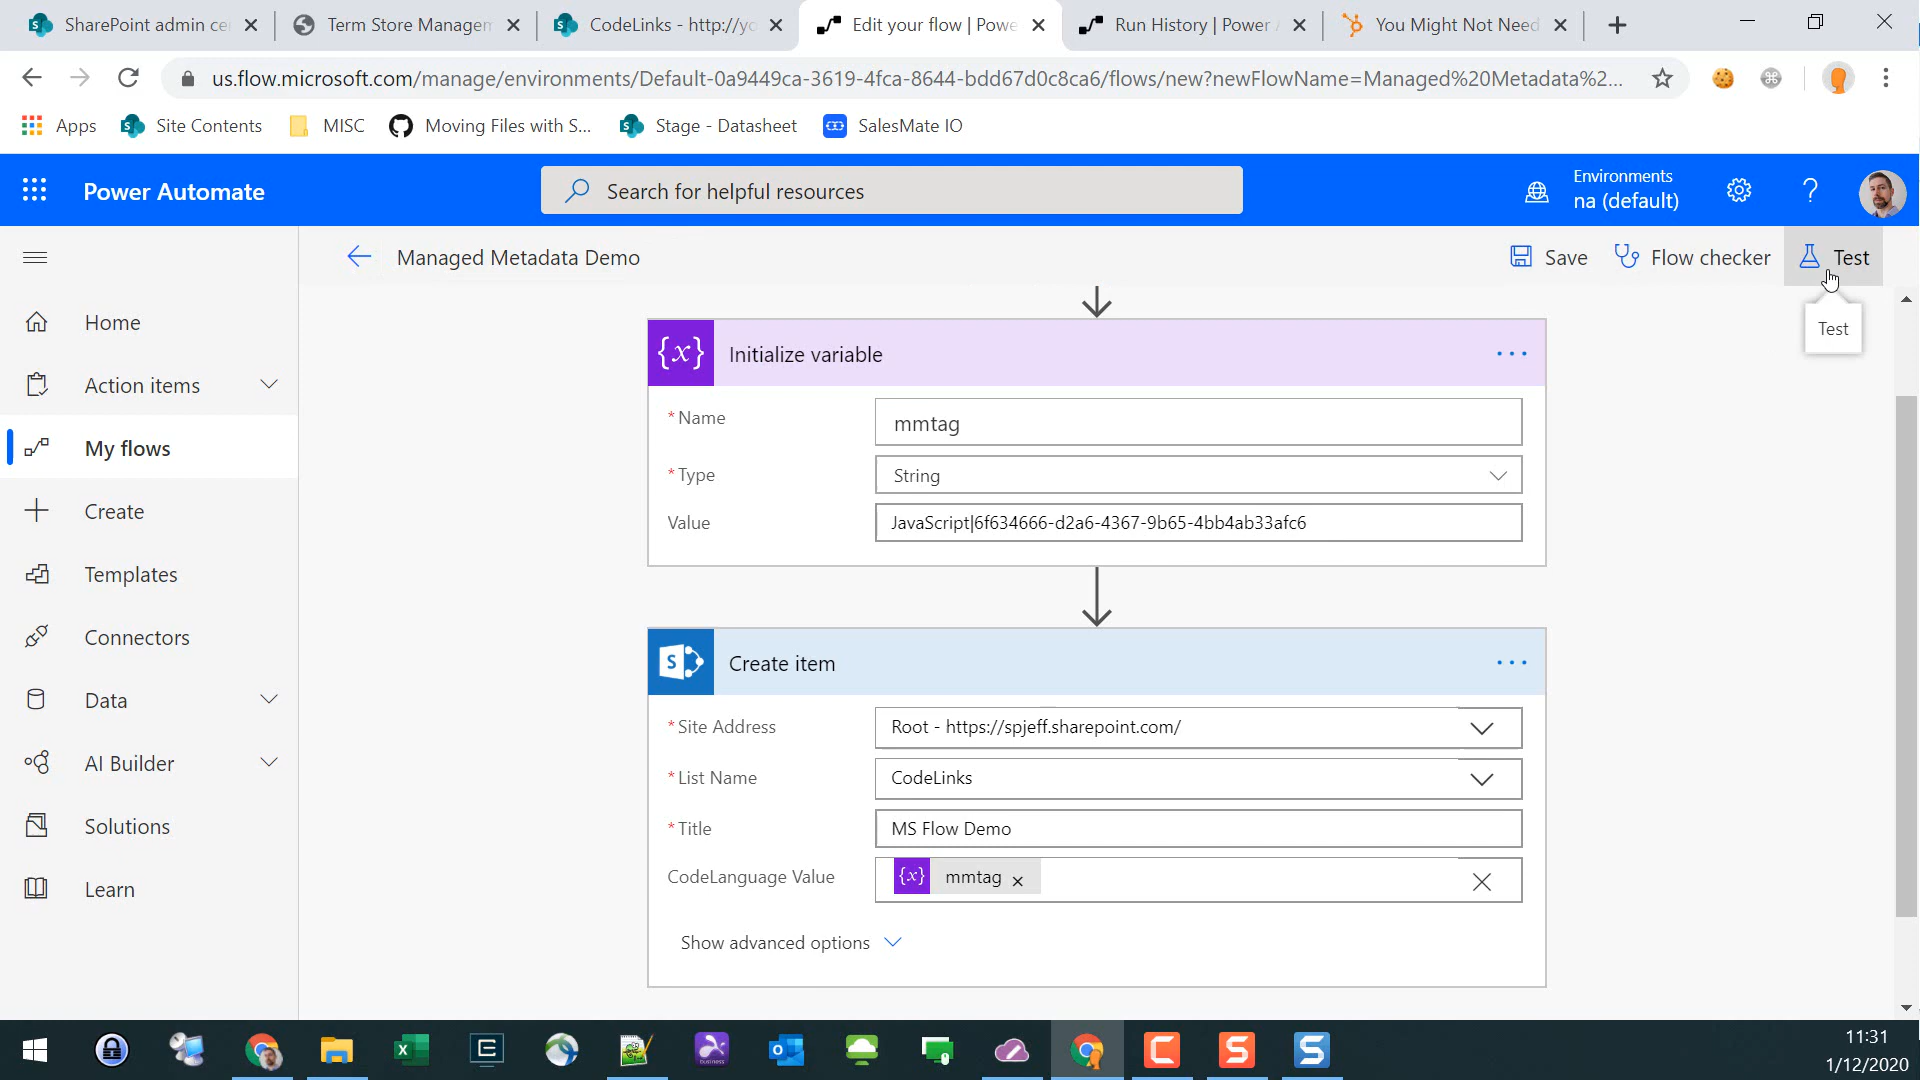 SharePoint admin ce
Term Store Managem
CodeLinks - http://yo
Edit your flow | Powe
Run History | Power A
You Might Not Need
us.flow.microsoft.com/manage/environments/Default-0a9449ca-3619-4fca-8644-bdd67d0c8ca6/flows/new?newFlowName=Managed%20Metadata%2...
Apps
Site Contents
MISC
Moving Files with S...
Stage - Datasheet
SalesMate IO
Power Automate
Search for helpful resources
Environments
na (default)
?
Managed Metadata Demo
Save
Flow checker
Test
Test
Home
Action items
My flows
Create
Templates
Connectors
Data
AI Builder
Solutions
Learn
{x}
Initialize variable
...
* Name
mmtag
* Type
String
Value
JavaScript|6f634666-d2a6-4367-9b65-4bb4ab33afc6
S
Create item
...
* Site Address
Root - https://spjeff.sharepoint.com/
* List Name
CodeLinks
* Title
MS Flow Demo
CodeLanguage Value
{x}
mmtag
Show advanced options
11:31
1/12/2020